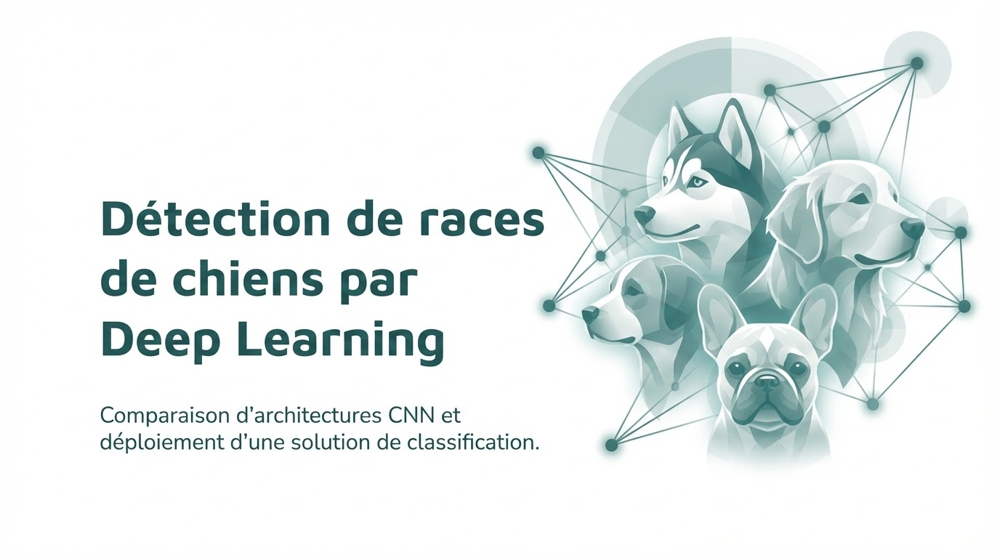 Détection de races
de chiens par
Deep Learning
Comparaison d’architectures CNN et
déploiement d’une solution de classification.